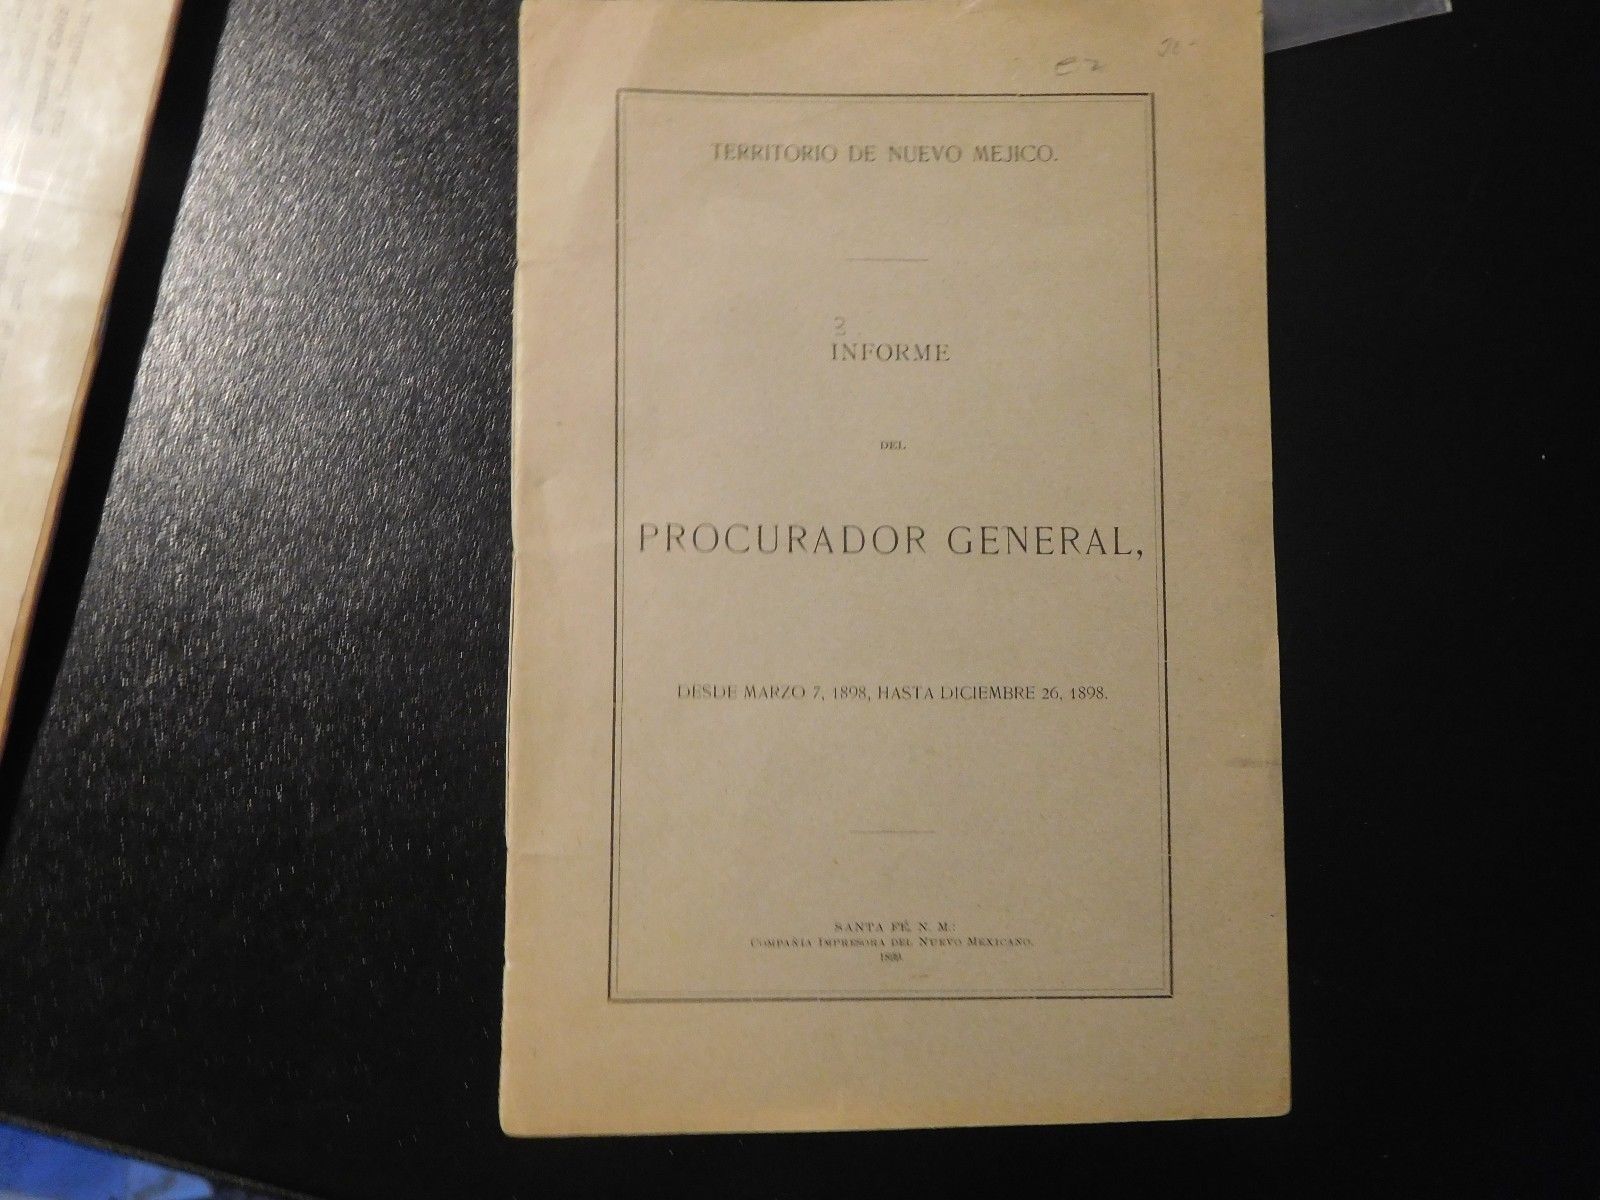 TERRITORIO DE NUEVO MEJICO.
2
INFORME
DEL
PROCURADOR GENERAL,
DESDE MARZO 7, 1898, HASTA DICIEMBRE 26, 1898.
SANTA FÉ, N. M.:
COMPAÑIA IMPRESORA DEL NUEVO MEXICANO.
1899.